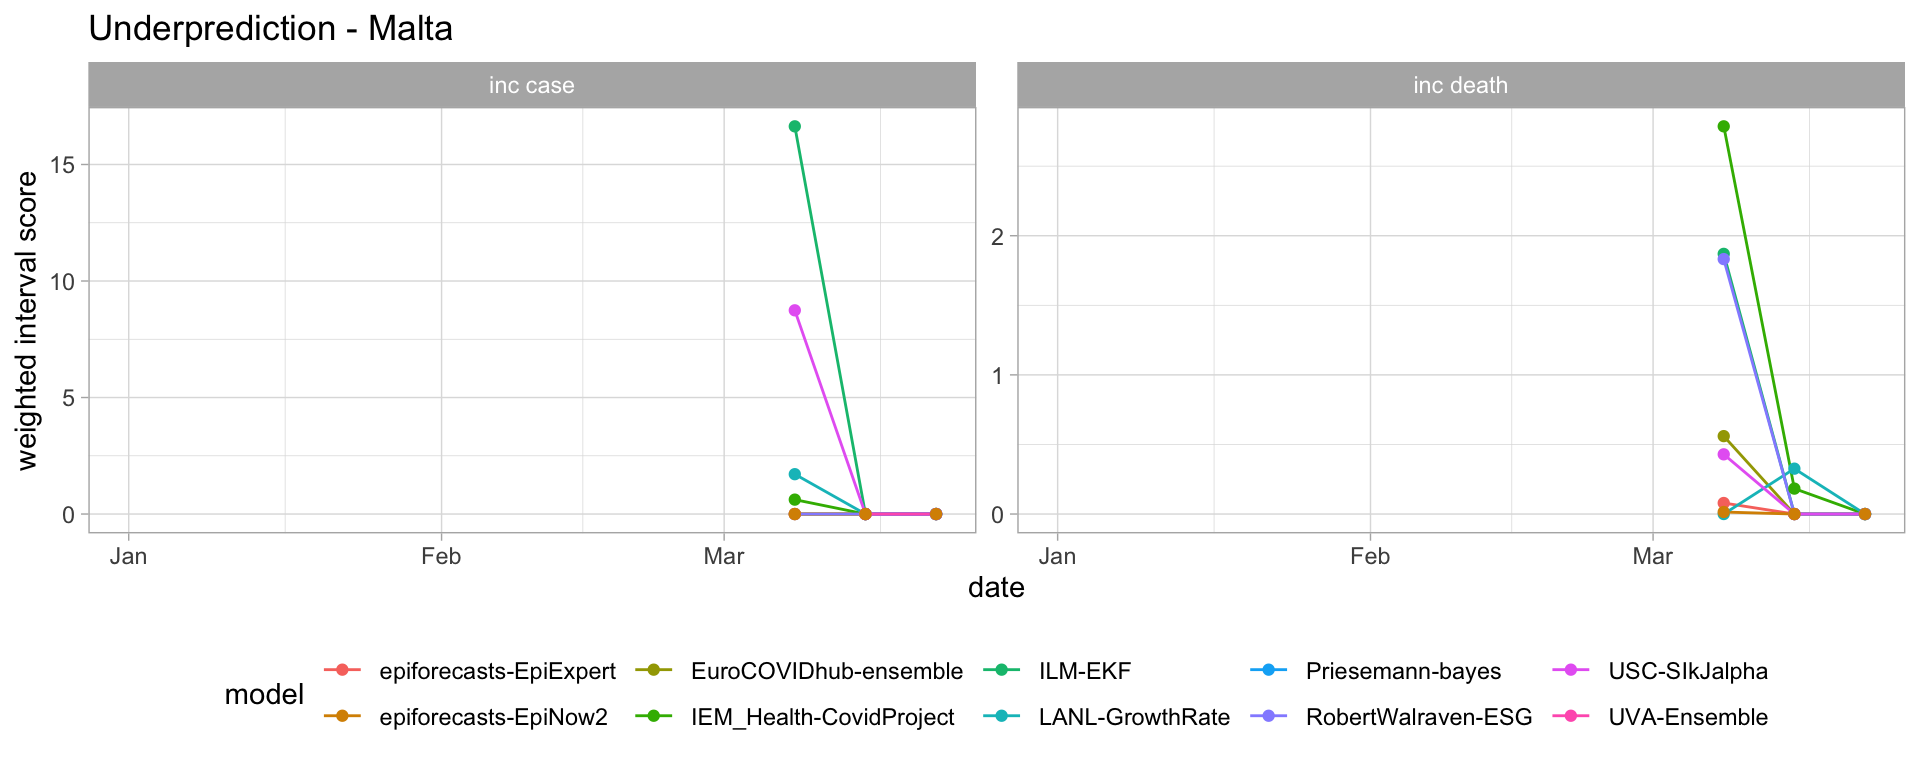 Underprediction - Malta
inc case
inc death
weighted interval score
15
10
5
0
2
1
0
Jan
Feb
Mar
Jan
Feb
Mar
date
model
epiforecasts-EpiExpert
EuroCOVIDhub-ensemble
ILM-EKF
Priesemann-bayes
USC-SIkJalpha
epiforecasts-EpiNow2
IEM_Health-CovidProject
LANL-GrowthRate
RobertWalraven-ESG
UVA-Ensemble